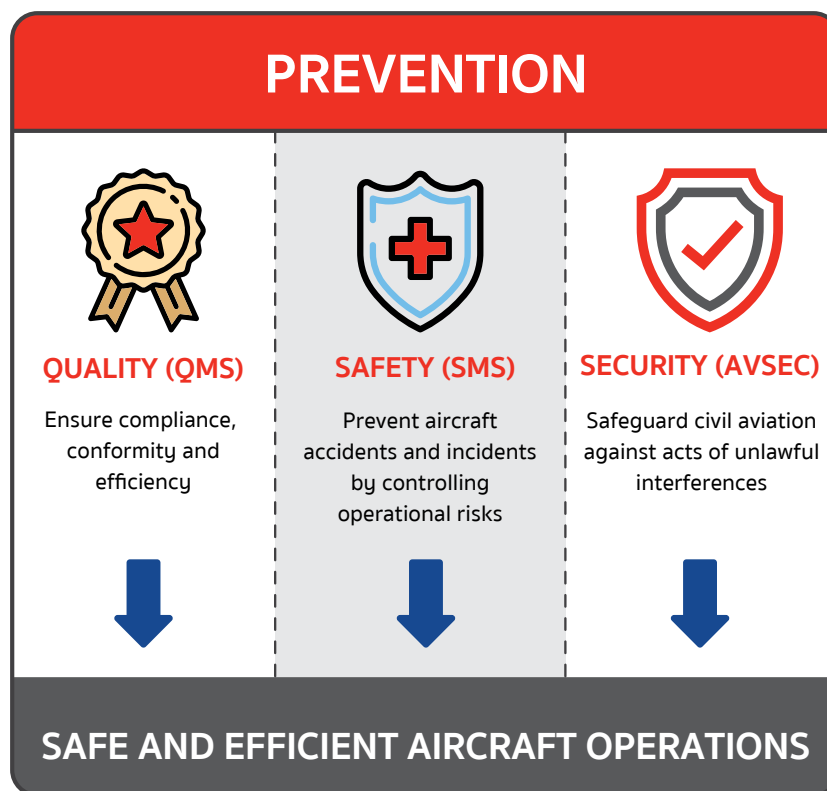 PREVENTION
QUALITY (QMS)
Ensure compliance,
conformity and
efficiency
SAFETY (SMS)
Prevent aircraft
accidents and incidents
by controlling
operational risks
SECURITY (AVSEC)
Safeguard civil aviation
against acts of unlawful
interferences
SAFE AND EFFICIENT AIRCRAFT OPERATIONS